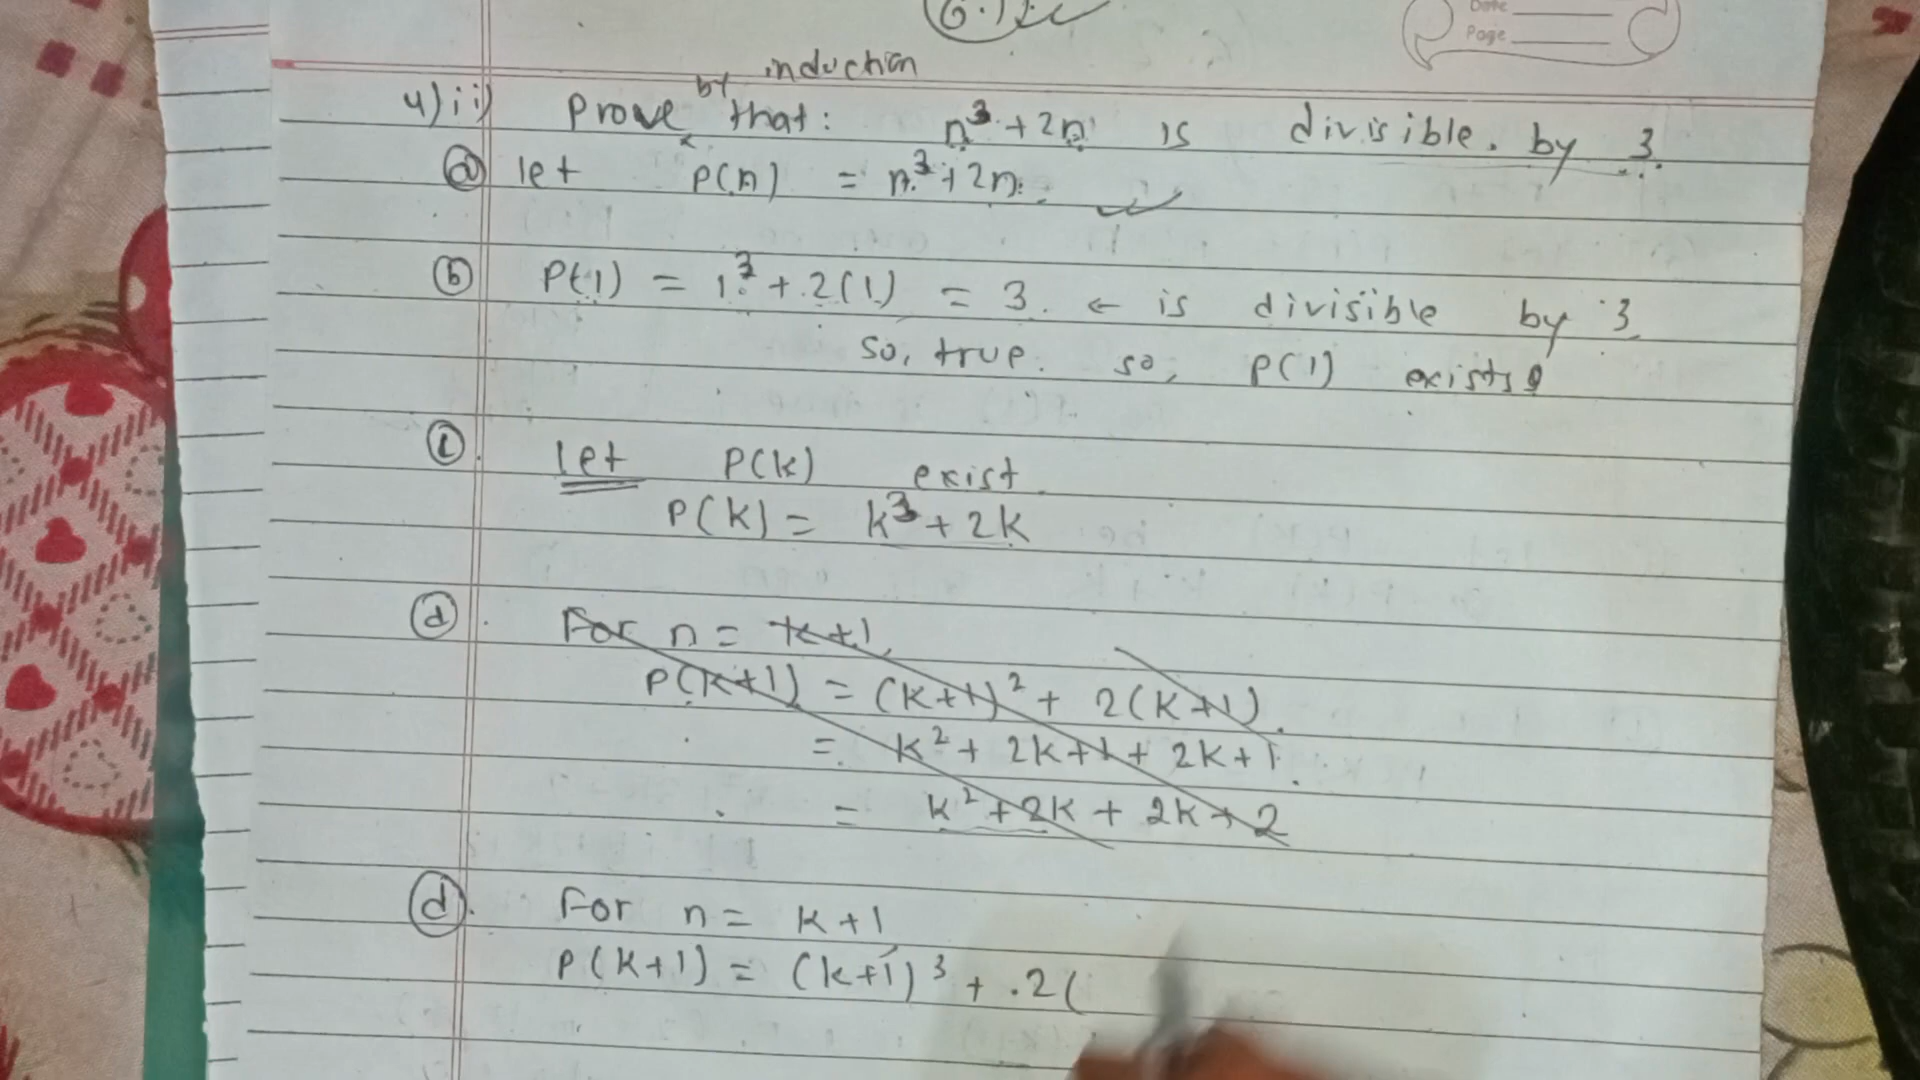 Date
Page
induction
by
4) ii) Prove that: n³ + 2n is divisible by 3.
(a) let P(n) = n³ + 2n.
(b) P(1) = 1³ + 2(1) = 3. ← is divisible by 3
so, true. so, P(1) exists
(c). let P(k) exist
P(k) = k³ + 2k
(d). For n = k+1,
P(k+1) = (k+1)² + 2(k+1).
= k² + 2k + 1 + 2k + 1.
= k² + 2k + 2k + 2
(d). For n = k+1
P(k+1) = (k+1)³ + 2(